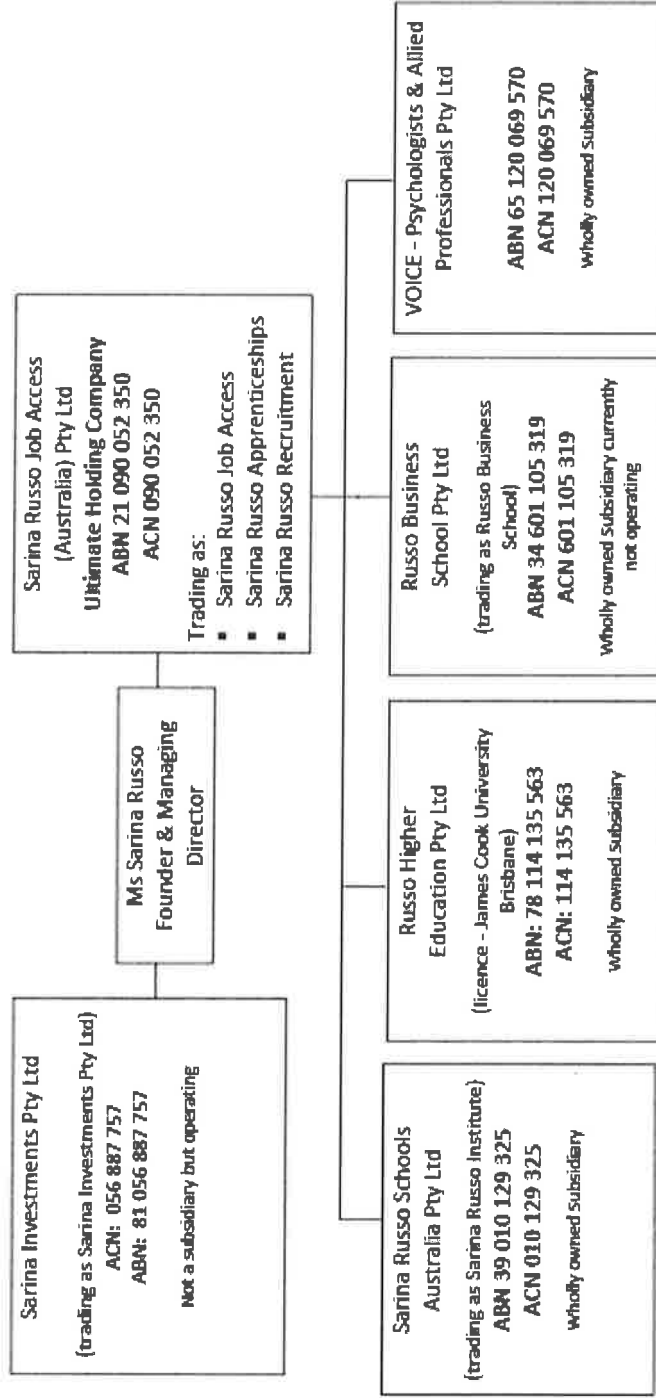 Sarina Investments Pty Ltd
(trading as Sarina Investments Pty Ltd)
ACN: 056 887 757
ABN: 81 056 887 757
Not a subsidiary but operating
Ms Sarina Russo
Founder & Managing
Director
Sarina Russo Job Access
(Australia) Pty Ltd
Ultimate Holding Company
ABN 21 090 052 350
ACN 090 052 350
Trading as:
▪ Sarina Russo Job Access
▪ Sarina Russo Apprenticeships
▪ Sarina Russo Recruitment
Sarina Russo Schools
Australia Pty Ltd
(trading as Sarina Russo Institute)
ABN 39 010 129 325
ACN 010 129 325
Wholly owned Subsidiary
Russo Higher
Education Pty Ltd
(licence - James Cook University
Brisbane)
ABN: 78 114 135 563
ACN: 114 135 563
Wholly owned Subsidiary
Russo Business
School Pty Ltd
(trading as Russo Business
School)
ABN 34 601 105 319
ACN 601 105 319
Wholly owned Subsidiary currently
not operating
VOICE - Psychologists & Allied
Professionals Pty Ltd
ABN 65 120 069 570
ACN 120 069 570
Wholly owned Subsidiary